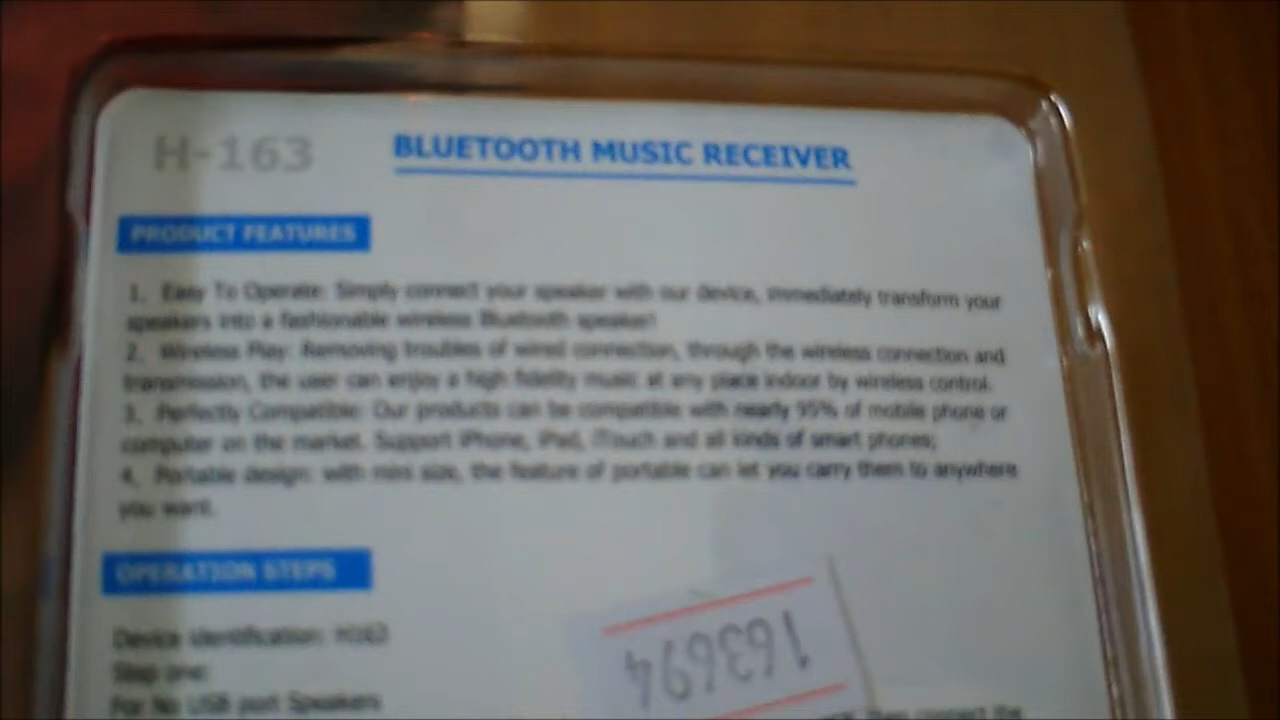 H-163 BLUETOOTH MUSIC RECEIVER
PRODUCT FEATURES
1. Easy To Operate: Simply connect your speaker with our device, immediately transform your
speakers into a fashionable wireless Bluetooth speaker!
2. Wireless Play: Removing troubles of wired connection, through the wireless connection and
transmission, the user can enjoy a high fidelity music at any place indoor by wireless control.
3. Perfectly Compatible: Our products can be compatible with nearly 95% of mobile phone or
computer on the market. Support iPhone, iPad, iTouch and all kinds of smart phones;
4. Portable design: with mini size, the feature of portable can let you carry them to anywhere
you want.
OPERATION STEPS
Device Identification: H163
Step one:
163694
For No USB port Speakers
then connect the